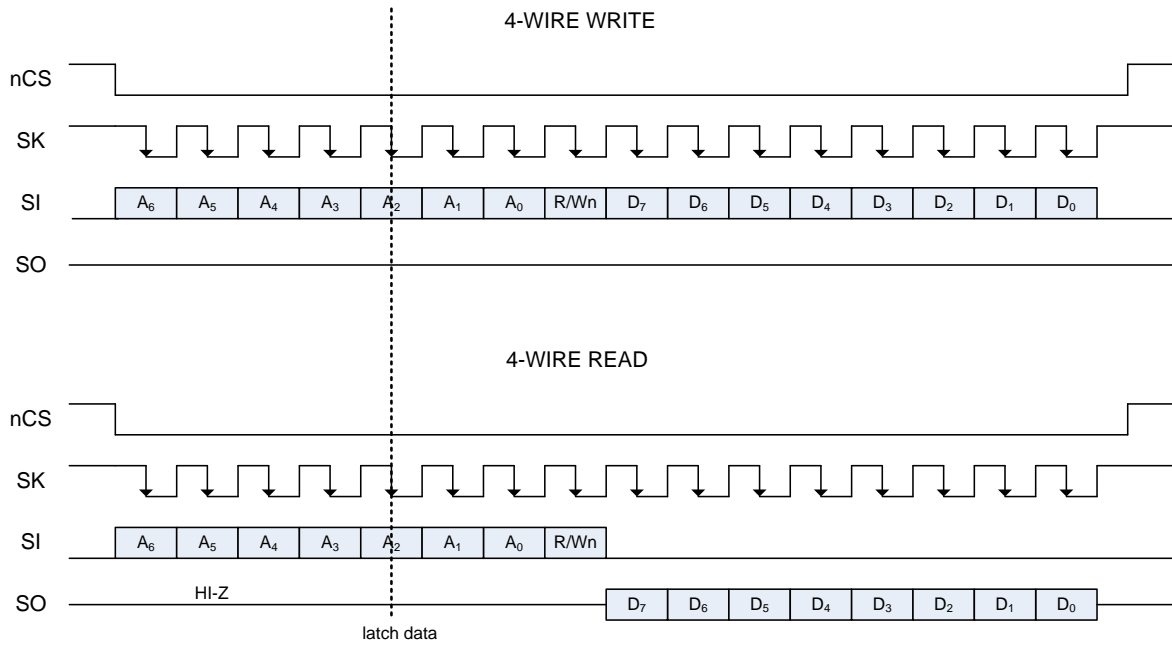 4-WIRE WRITE
nCS
SK
SI A₆ A₅ A₄ A₃ A₂ A₁ A₀ R/Wn D₇ D₆ D₅ D₄ D₃ D₂ D₁ D₀
SO
4-WIRE READ
nCS
SK
SI A₆ A₅ A₄ A₃ A₂ A₁ A₀ R/Wn
SO HI-Z D₇ D₆ D₅ D₄ D₃ D₂ D₁ D₀
latch data